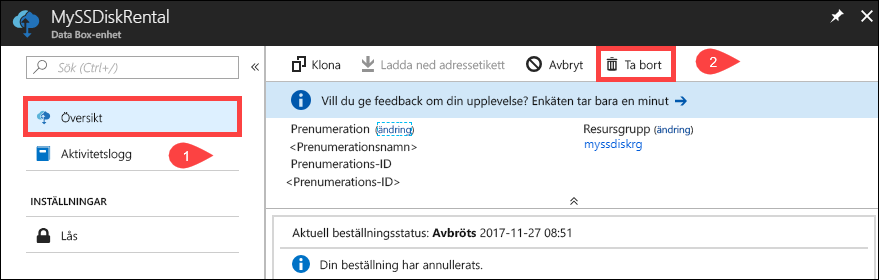 MySSDiskRental
Data Box-enhet
Sök (Ctrl+/)
Översikt
1
Aktivitetslogg
INSTÄLLNINGAR
Lås
Klona
Ladda ned adressetikett
Avbryt
Ta bort
2
Vill du ge feedback om din upplevelse? Enkäten tar bara en minut →
Prenumeration (ändring)
<Prenumerationsnamn>
Prenumerations-ID
<Prenumerations-ID>
Resursgrupp (ändring)
myssdiskrg
Aktuell beställningsstatus: Avbröts 2017-11-27 08:51
Din beställning har annullerats.